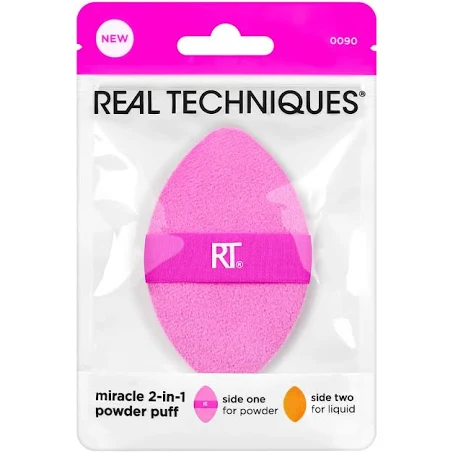 NEW
0090
REAL TECHNIQUES®
RT®
miracle 2-in-1
powder puff
RT
side one
for powder
side two
for liquid